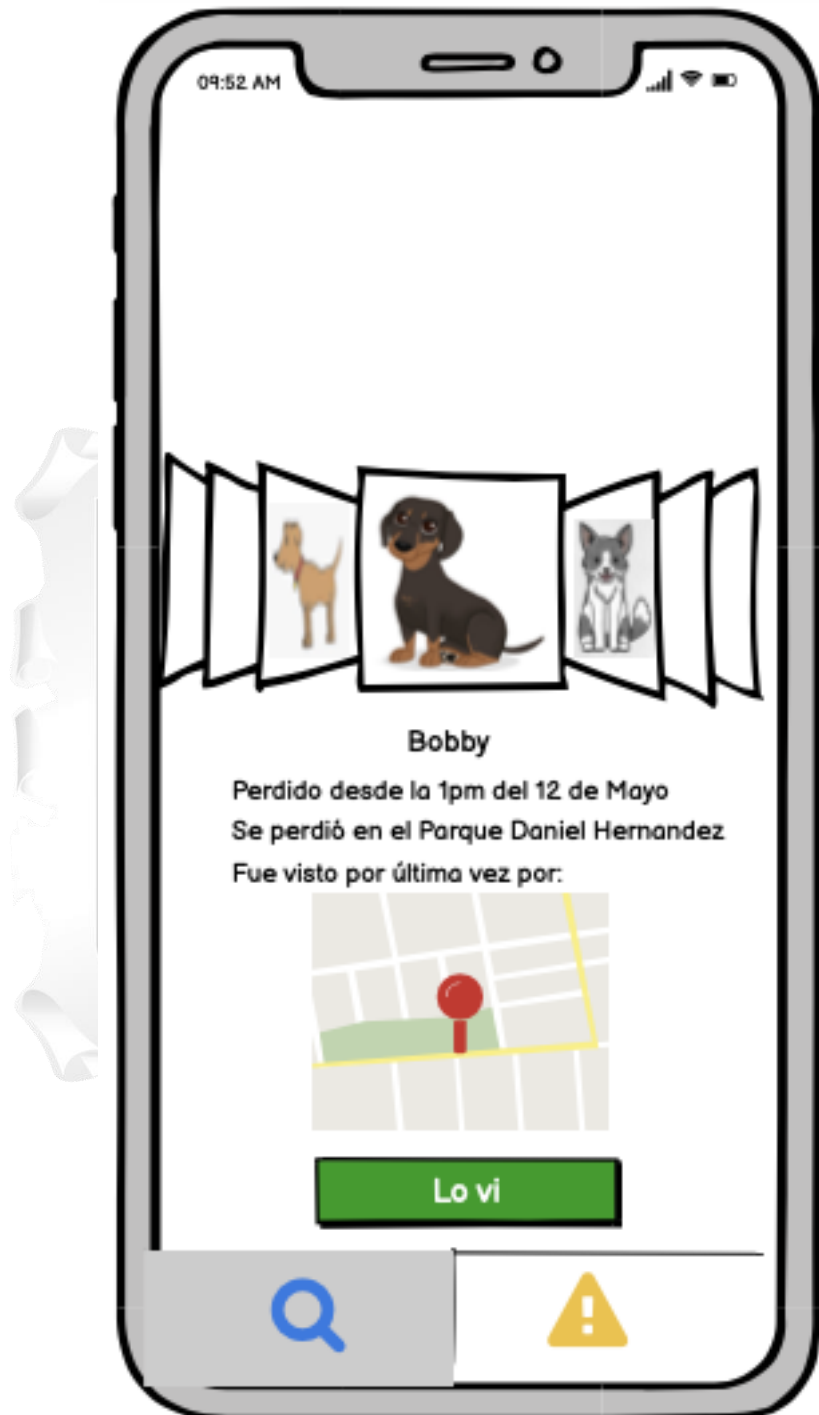 09:52 AM
Bobby
Perdido desde la 1pm del 12 de Mayo
Se perdió en el Parque Daniel Hernandez
Fue visto por última vez por:
Lo vi